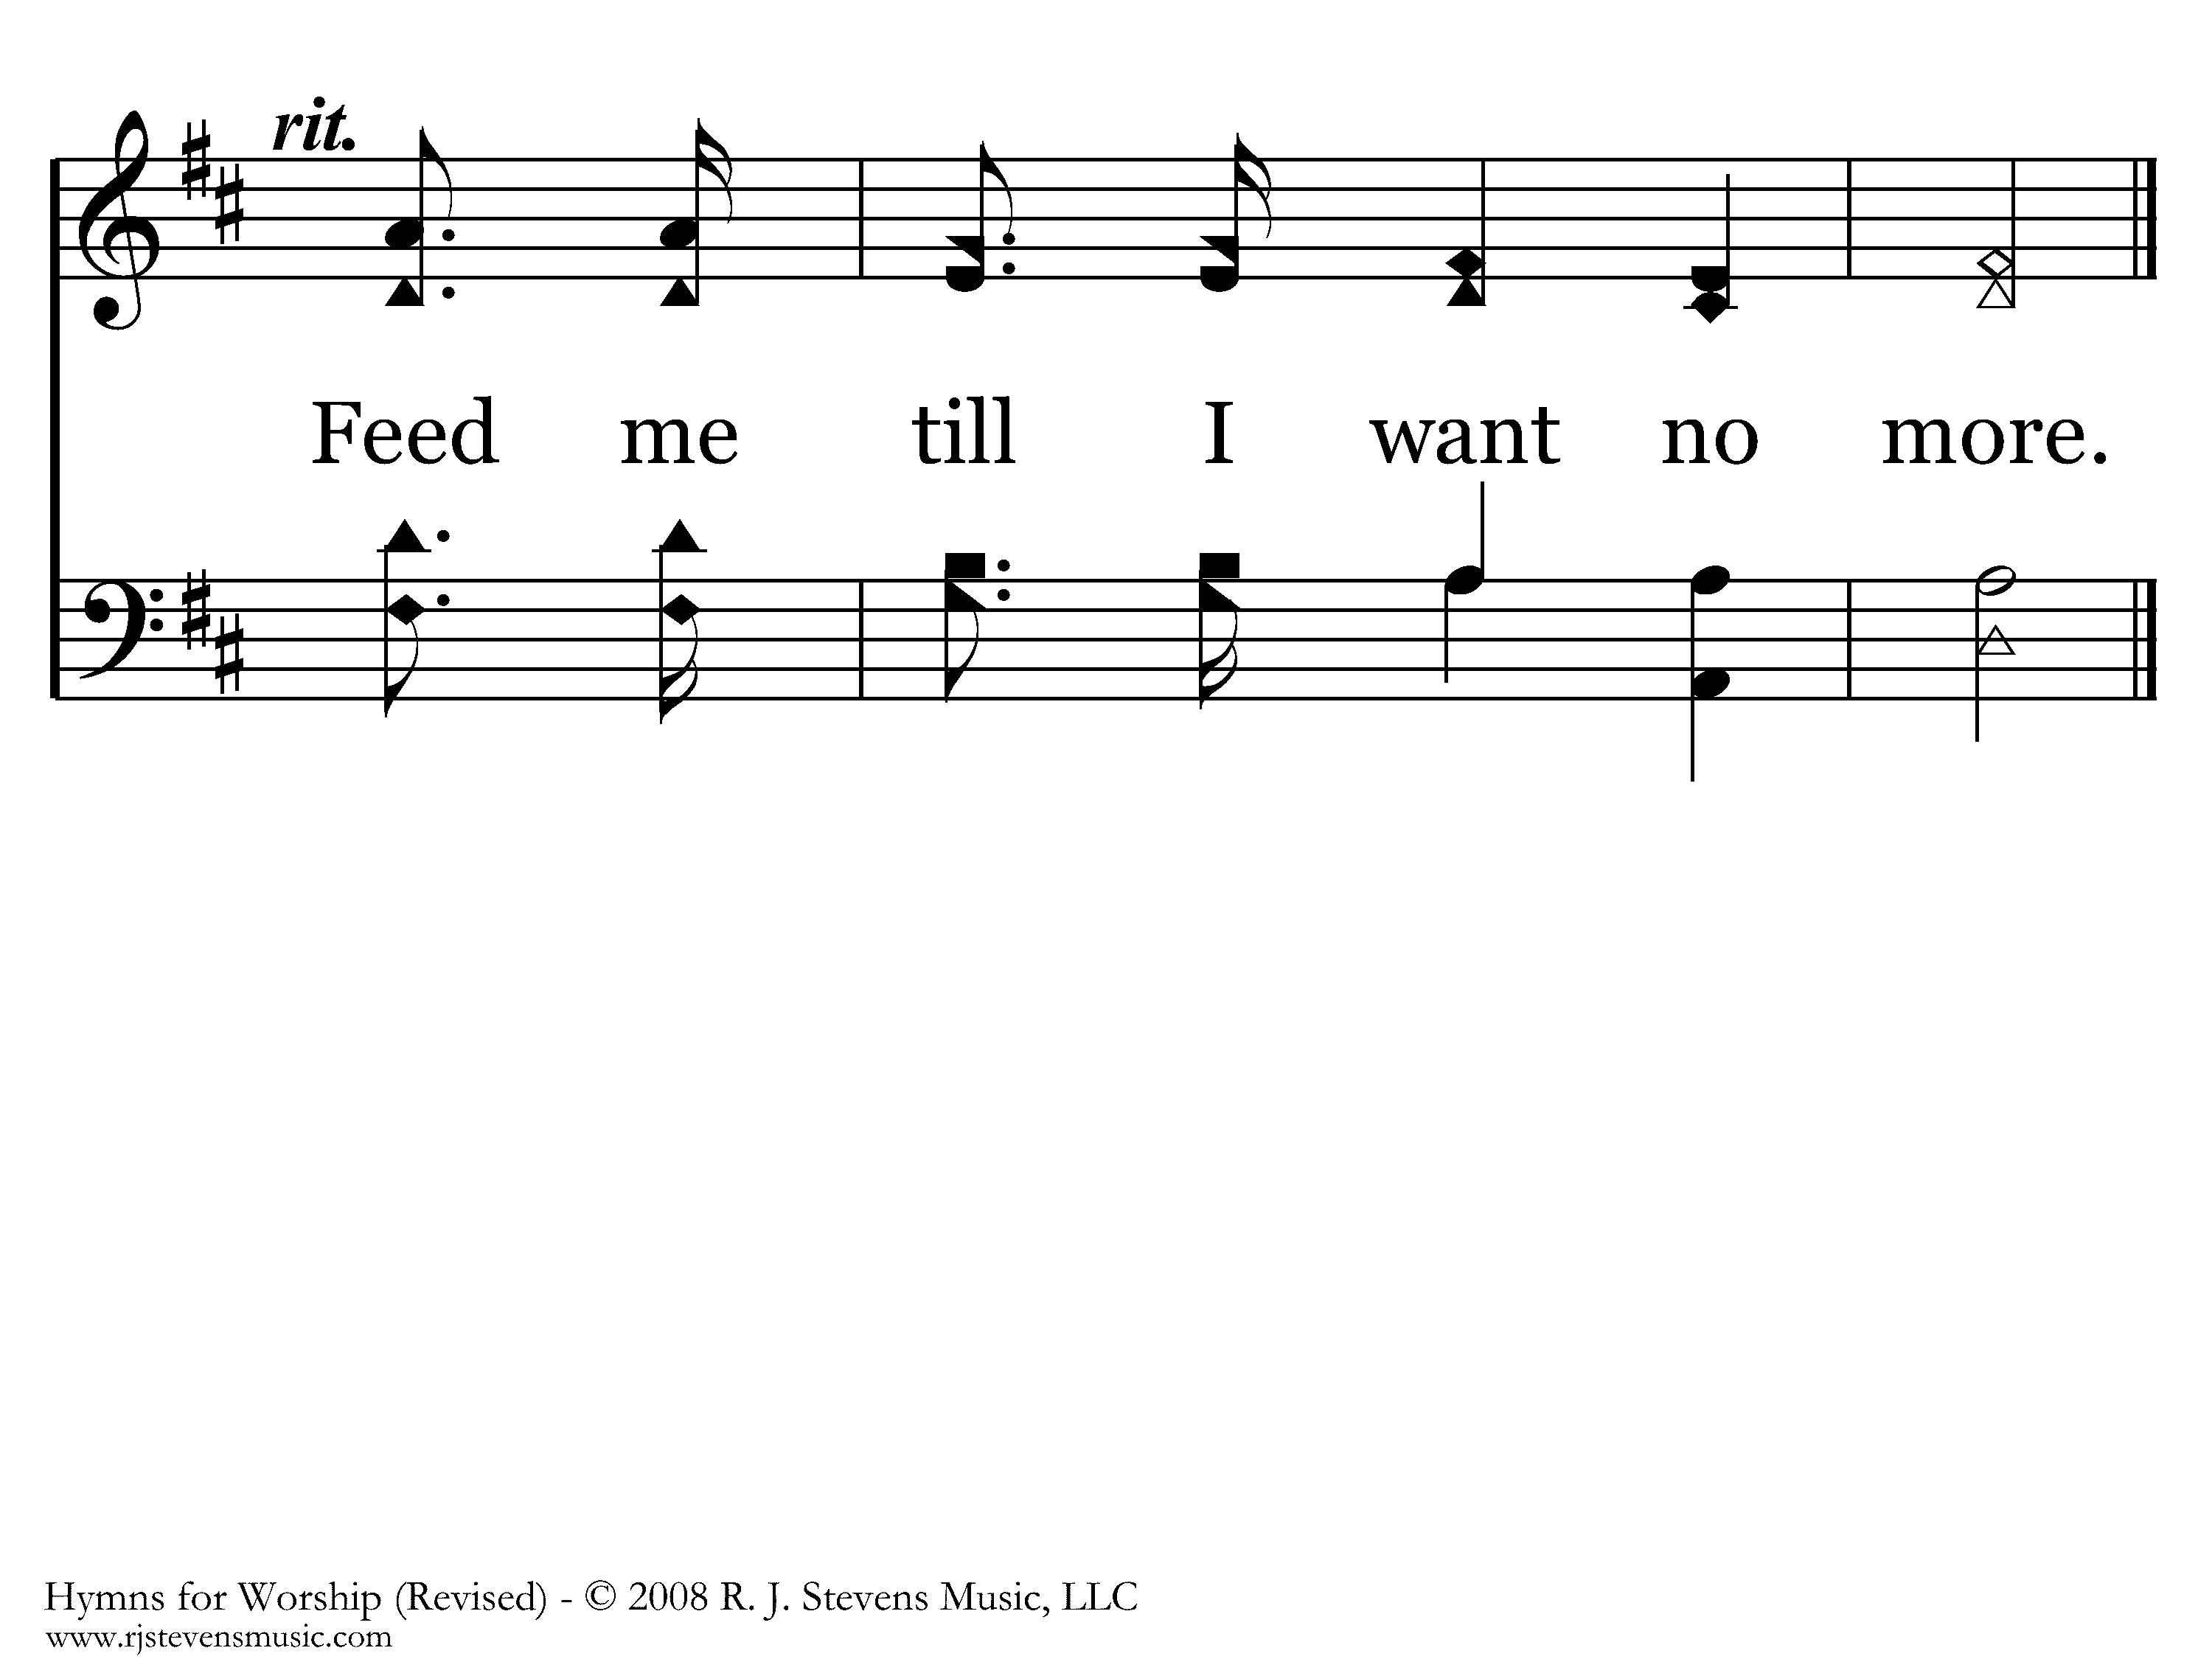 rit.
Feed me till I want no more.
Hymns for Worship (Revised) - © 2008 R. J. Stevens Music, LLC
www.rjstevensmusic.com